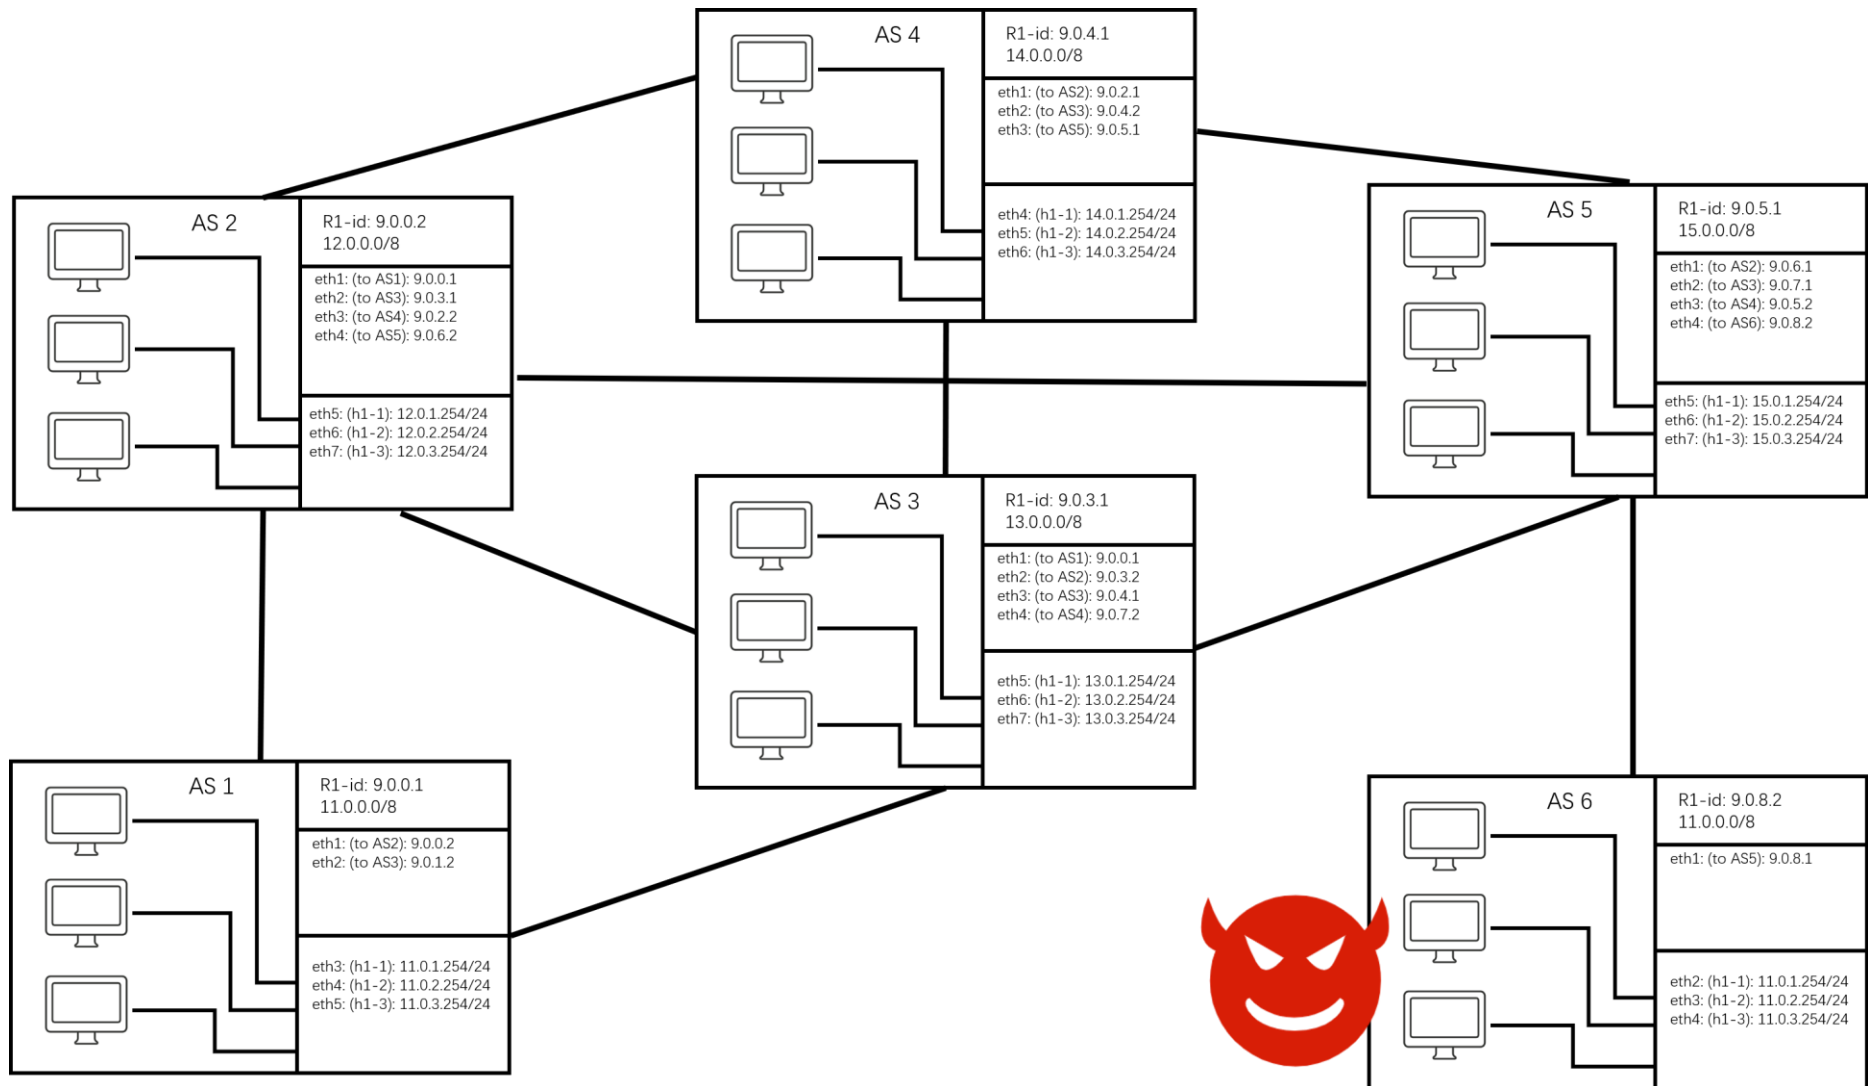 AS 4
R1-id: 9.0.4.1
14.0.0.0/8
eth1: (to AS2): 9.0.2.1
eth2: (to AS3): 9.0.4.2
eth3: (to AS5): 9.0.5.1
eth4: (h1-1): 14.0.1.254/24
eth5: (h1-2): 14.0.2.254/24
eth6: (h1-3): 14.0.3.254/24
AS 2
R1-id: 9.0.0.2
12.0.0.0/8
eth1: (to AS1): 9.0.0.1
eth2: (to AS3): 9.0.3.1
eth3: (to AS4): 9.0.2.2
eth4: (to AS5): 9.0.6.2
eth5: (h1-1): 12.0.1.254/24
eth6: (h1-2): 12.0.2.254/24
eth7: (h1-3): 12.0.3.254/24
AS 5
R1-id: 9.0.5.1
15.0.0.0/8
eth1: (to AS2): 9.0.6.1
eth2: (to AS3): 9.0.7.1
eth3: (to AS4): 9.0.5.2
eth4: (to AS6): 9.0.8.2
eth5: (h1-1): 15.0.1.254/24
eth6: (h1-2): 15.0.2.254/24
eth7: (h1-3): 15.0.3.254/24
AS 3
R1-id: 9.0.3.1
13.0.0.0/8
eth1: (to AS1): 9.0.0.1
eth2: (to AS2): 9.0.3.2
eth3: (to AS3): 9.0.4.1
eth4: (to AS4): 9.0.7.2
eth5: (h1-1): 13.0.1.254/24
eth6: (h1-2): 13.0.2.254/24
eth7: (h1-3): 13.0.3.254/24
AS 1
R1-id: 9.0.0.1
11.0.0.0/8
eth1: (to AS2): 9.0.0.2
eth2: (to AS3): 9.0.1.2
eth3: (h1-1): 11.0.1.254/24
eth4: (h1-2): 11.0.2.254/24
eth5: (h1-3): 11.0.3.254/24
AS 6
R1-id: 9.0.8.2
11.0.0.0/8
eth1: (to AS5): 9.0.8.1
eth2: (h1-1): 11.0.1.254/24
eth3: (h1-2): 11.0.2.254/24
eth4: (h1-3): 11.0.3.254/24